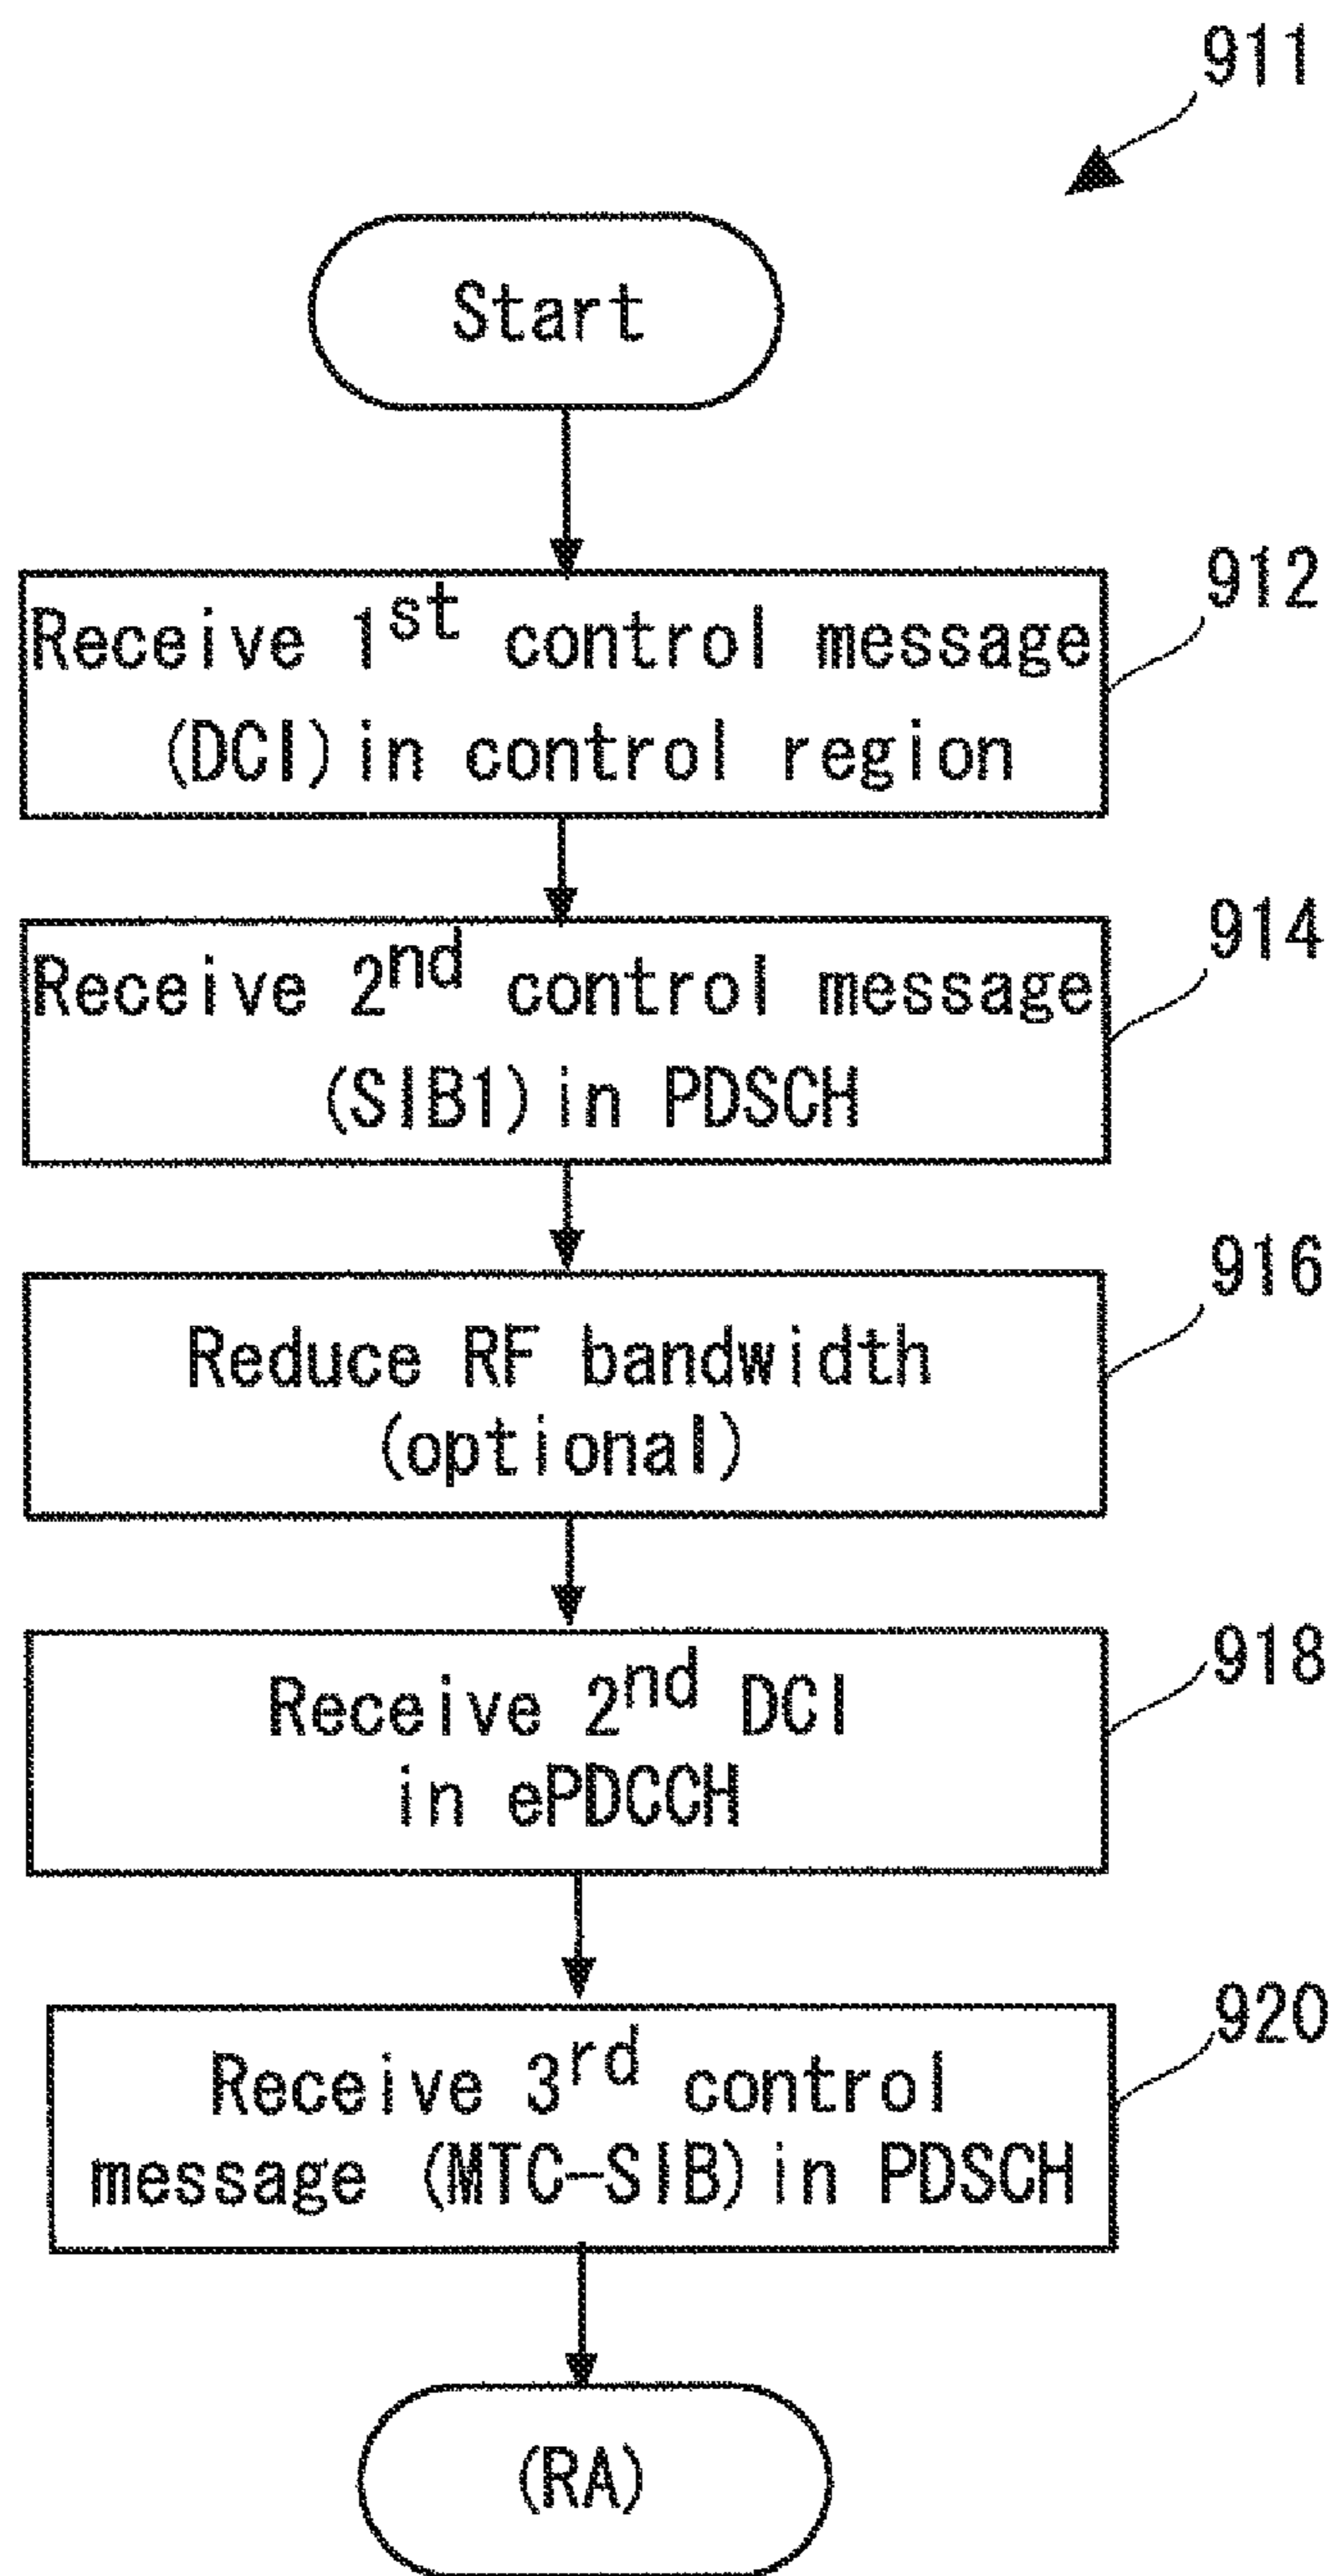 911
Start
912
Receive 1st control message
(DCI) in control region
914
Receive 2nd control message
(SIB1) in PDSCH
916
Reduce RF bandwidth
(optional)
918
Receive 2nd DCI
in ePDCCH
920
Receive 3rd control
message (MTC-SIB) in PDSCH
(RA)